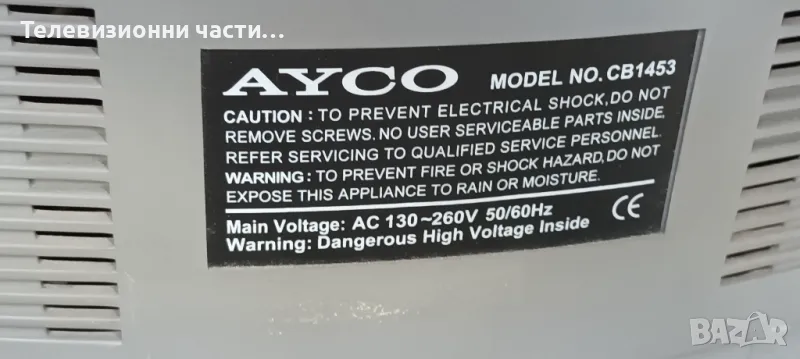 Телевизионни части...
AYCO MODEL NO. CB1453
CAUTION : TO PREVENT ELECTRICAL SHOCK, DO NOT
REMOVE SCREWS. NO USER SERVICEABLE PARTS INSIDE,
REFER SERVICING TO QUALIFIED SERVICE PERSONNEL.
WARNING: TO PREVENT FIRE OR SHOCK HAZARD, DO NOT
EXPOSE THIS APPLIANCE TO RAIN OR MOISTURE.
Main Voltage: AC 130~260V 50/60Hz
Warning: Dangerous High Voltage Inside
CE
BAZAR